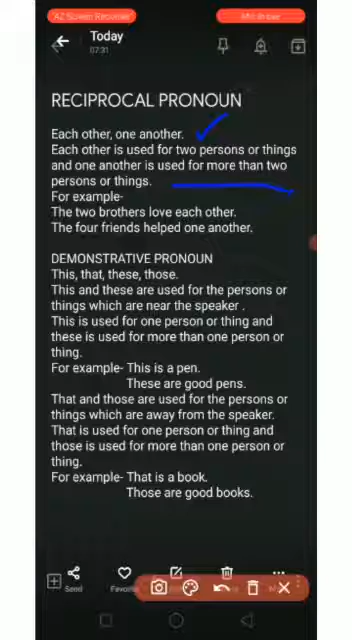 AZ Screen Recorder
Today
07:31
RECIPROCAL PRONOUN
Each other, one another.
Each other is used for two persons or things
and one another is used for more than two
persons or things.
For example-
The two brothers love each other.
The four friends helped one another.
DEMONSTRATIVE PRONOUN
This, that, these, those.
This and these are used for the persons or
things which are near the speaker .
This is used for one person or thing and
these is used for more than one person or
thing.
For example- This is a pen.
These are good pens.
That and those are used for the persons or
things which are away from the speaker.
That is used for one person or thing and
those is used for more than one person or
thing.
For example- That is a book.
Those are good books.
Send